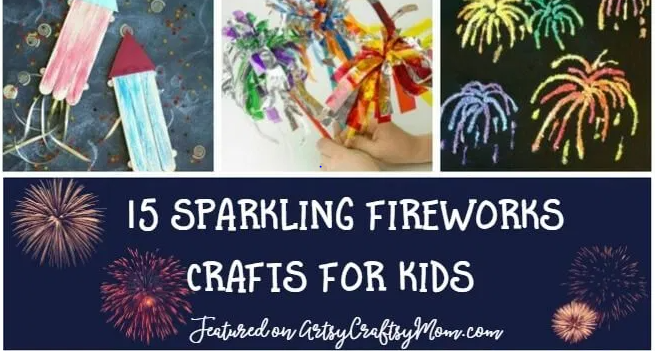 15 SPARKLING FIREWORKS
CRAFTS FOR KIDS
Featured on ArtsyCraftsyMom.com